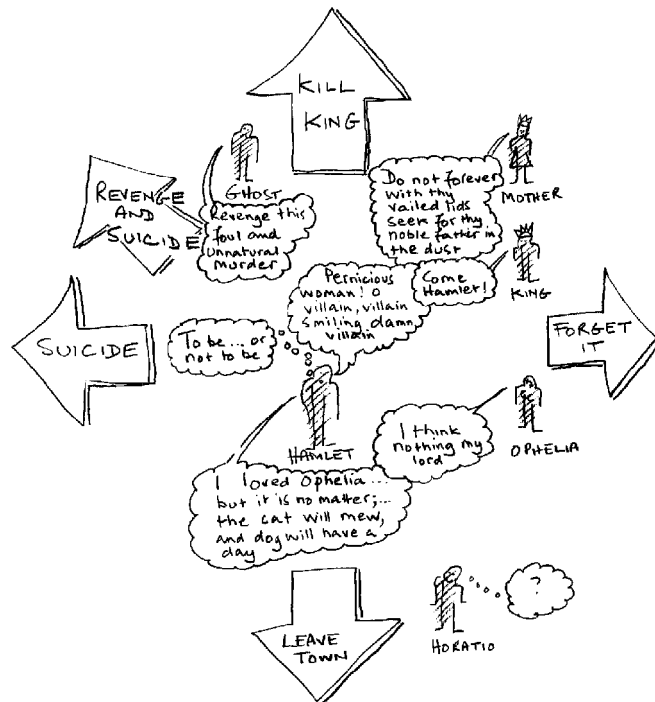 KILL
KING
GHOST
REVENGE
AND
SUICIDE
Revenge this
foul and
unnatural
murder
MOTHER
Do not forever
with thy
vailed lids
seek for thy
noble father in
the dust
KING
Come
Hamlet!
Pernicious
woman! O
villain, villain
smiling damn
villain
SUICIDE
To be... or
not to be
FORGET
IT
HAMLET
OPHELIA
I think
nothing my
lord
I loved Ophelia...
but it is no matter;...
the cat will mew,
and dog will have a
day
LEAVE
TOWN
HORATIO
?